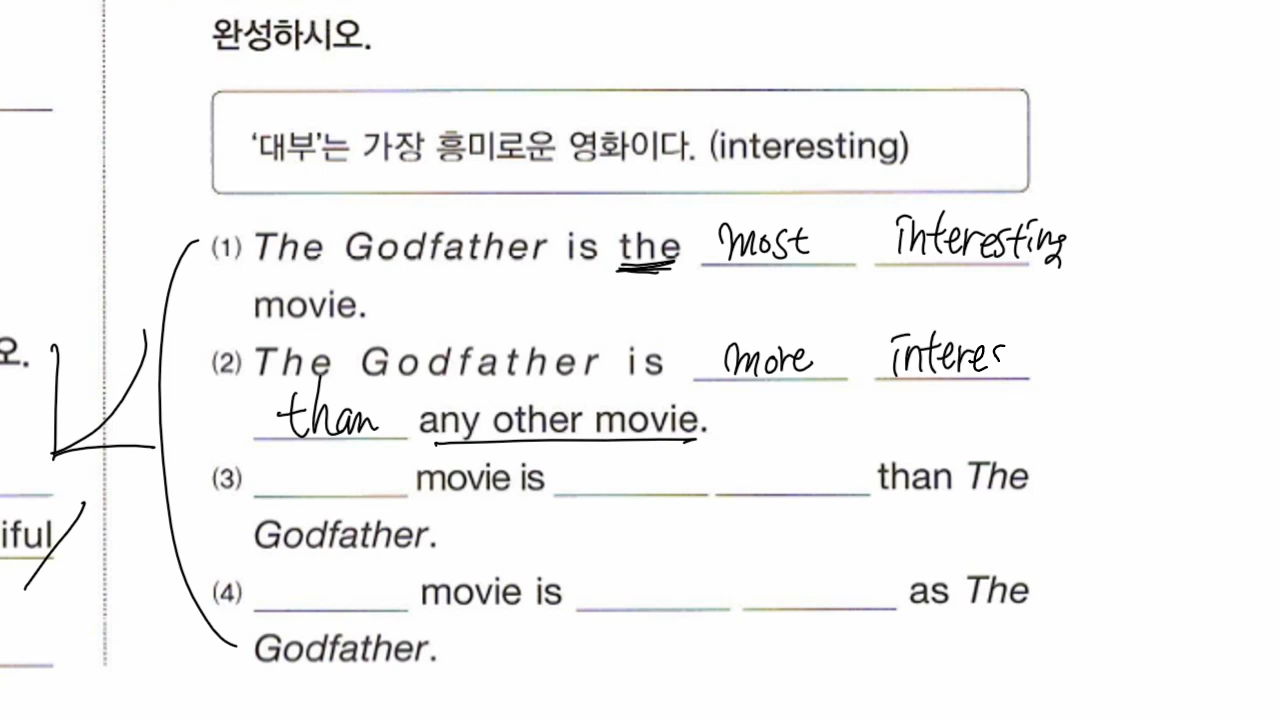 완성하시오.
'대부'는 가장 흥미로운 영화이다. (interesting)
(1) The Godfather is the most interesting
movie.
(2) The Godfather is more interes
than any other movie.
(3) movie is than The
Godfather.
(4) movie is as The
Godfather.
오.
iful